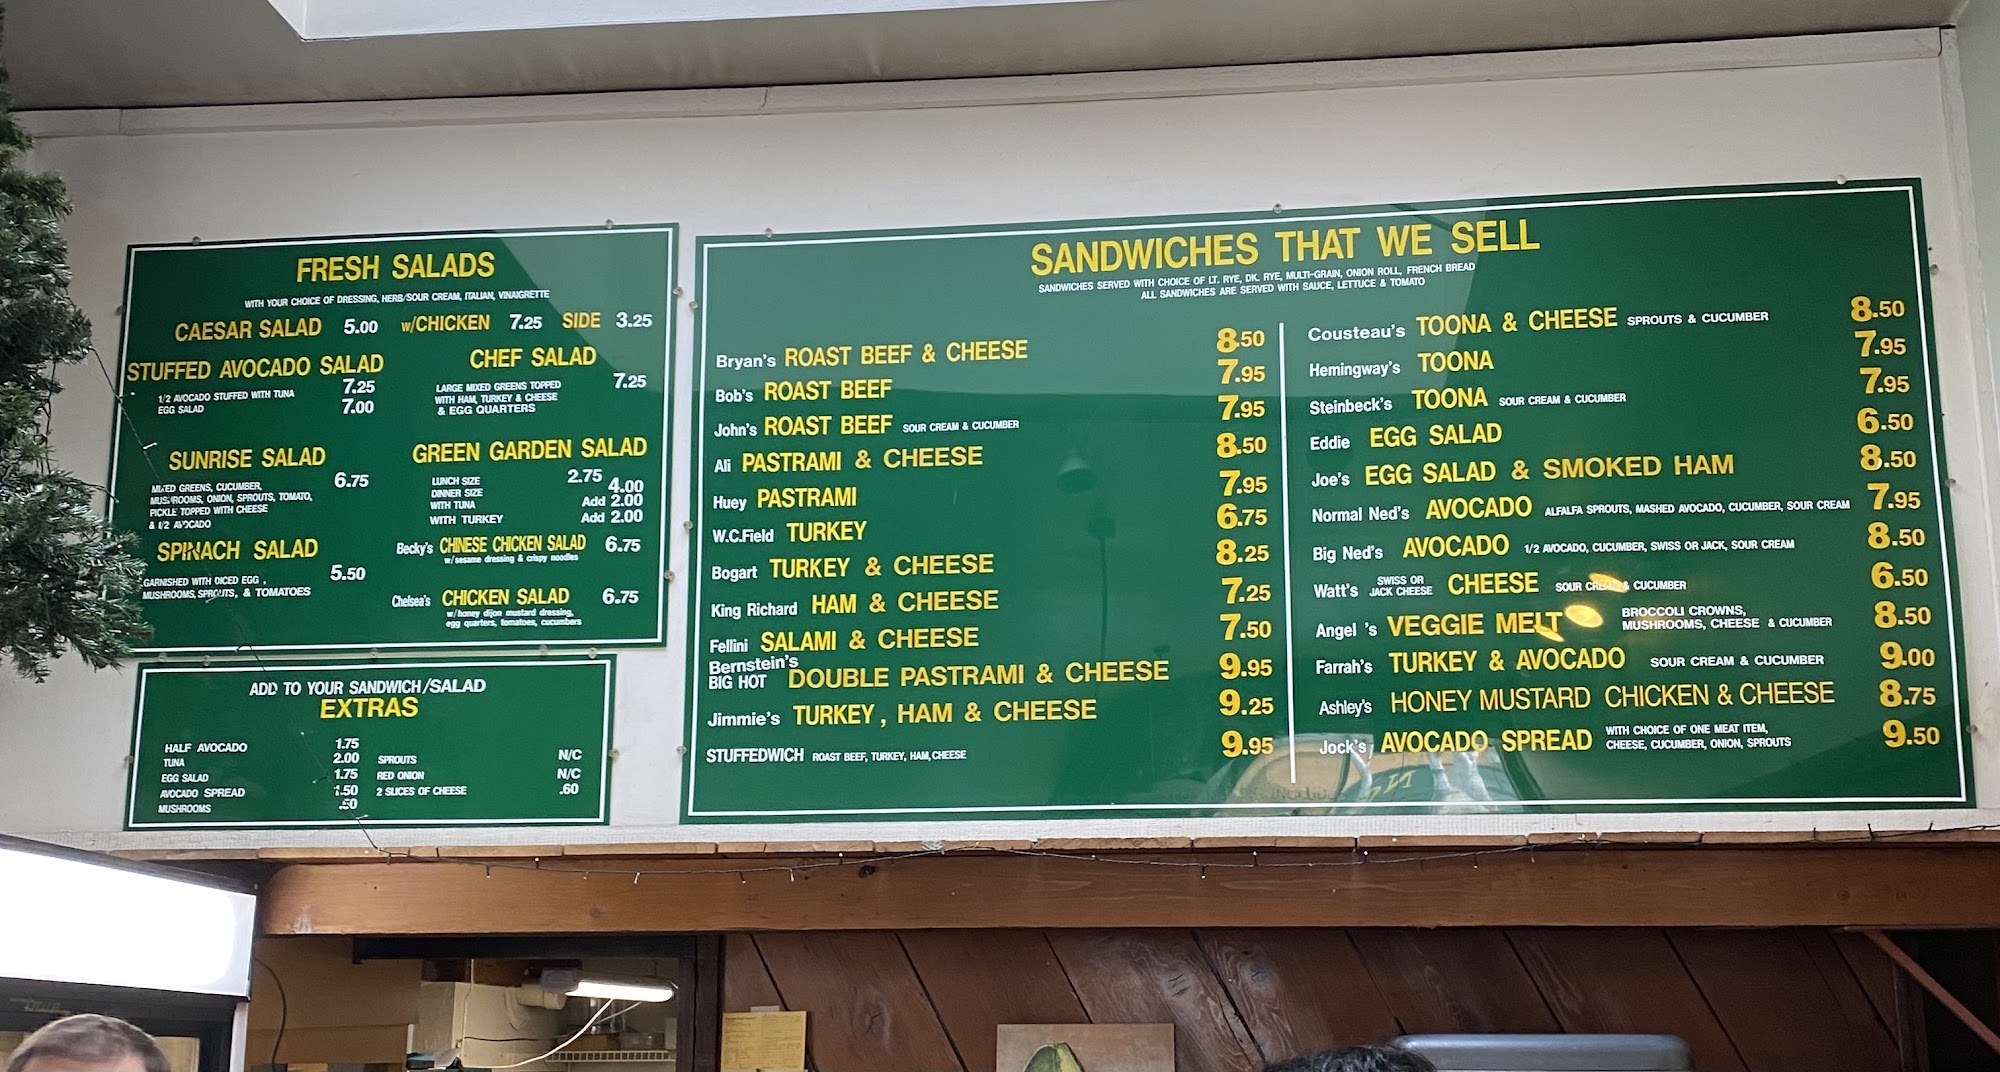 FRESH SALADS
WITH YOUR CHOICE OF DRESSING, HERB/SOUR CREAM, ITALIAN, VINAIGRETTE
CAESAR SALAD 5.00 w/CHICKEN 7.25 SIDE 3.25
STUFFED AVOCADO SALAD
1/2 AVOCADO STUFFED WITH TUNA 7.25
EGG SALAD 7.00
CHEF SALAD
LARGE MIXED GREENS TOPPED 7.25
WITH HAM, TURKEY & CHEESE
& EGG QUARTERS
SUNRISE SALAD
MIXED GREENS, CUCUMBER, 6.75
MUSHROOMS, ONION, SPROUTS, TOMATO,
PICKLE TOPPED WITH CHEESE
& 1/2 AVOCADO
GREEN GARDEN SALAD
LUNCH SIZE 2.75
DINNER SIZE 4.00
WITH TUNA Add 2.00
WITH TURKEY Add 2.00
SPINACH SALAD
5.50
GARNISHED WITH DICED EGG,
MUSHROOMS, SPROUTS, & TOMATOES
Becky's CHINESE CHICKEN SALAD 6.75
w/sesame dressing & crispy noodles
Chelsea's CHICKEN SALAD 6.75
w/honey dijon mustard dressing,
egg quarters, tomatoes, cucumbers
ADD TO YOUR SANDWICH/SALAD
EXTRAS
HALF AVOCADO 1.75
TUNA 2.00
EGG SALAD 1.75
AVOCADO SPREAD 1.50
MUSHROOMS .50
SPROUTS N/C
RED ONION N/C
2 SLICES OF CHEESE .60
SANDWICHES THAT WE SELL
SANDWICHES SERVED WITH CHOICE OF LT. RYE, DK. RYE, MULTI-GRAIN, ONION ROLL, FRENCH BREAD
ALL SANDWICHES ARE SERVED WITH SAUCE, LETTUCE & TOMATO
Bryan's ROAST BEEF & CHEESE 8.50
Bob's ROAST BEEF 7.95
John's ROAST BEEF SOUR CREAM & CUCUMBER 7.95
Ali PASTRAMI & CHEESE 8.50
Huey PASTRAMI 7.95
W.C.Field TURKEY 6.75
Bogart TURKEY & CHEESE 8.25
King Richard HAM & CHEESE 7.25
Fellini SALAMI & CHEESE 7.50
Bernstein's
BIG HOT DOUBLE PASTRAMI & CHEESE 9.95
Jimmie's TURKEY, HAM & CHEESE 9.25
STUFFEDWICH ROAST BEEF, TURKEY, HAM, CHEESE 9.95
Cousteau's TOONA & CHEESE SPROUTS & CUCUMBER 8.50
Hemingway's TOONA 7.95
Steinbeck's TOONA SOUR CREAM & CUCUMBER 7.95
Eddie EGG SALAD 6.50
Joe's EGG SALAD & SMOKED HAM 8.50
Normal Ned's AVOCADO ALFALFA SPROUTS, MASHED AVOCADO, CUCUMBER, SOUR CREAM 7.95
Big Ned's AVOCADO 1/2 AVOCADO, CUCUMBER, SWISS OR JACK, SOUR CREAM 8.50
Watt's SWISS OR JACK CHEESE CHEESE SOUR CREAM & CUCUMBER 6.50
Angel 's VEGGIE MELT BROCCOLI CROWNS, 8.50
MUSHROOMS, CHEESE & CUCUMBER
Farrah's TURKEY & AVOCADO SOUR CREAM & CUCUMBER 9.00
Ashley's HONEY MUSTARD CHICKEN & CHEESE 8.75
Jock's AVOCADO SPREAD WITH CHOICE OF ONE MEAT ITEM, 9.50
CHEESE, CUCUMBER, ONION, SPROUTS